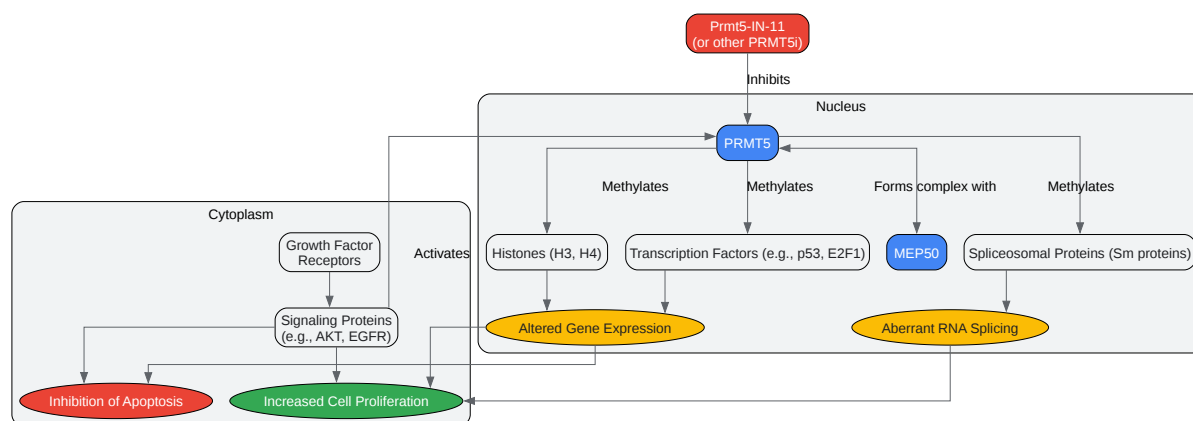 Prmt5-IN-11
(or other PRMT5i)
Inhibits
Nucleus
PRMT5
Methylates
Methylates
Forms complex with
Methylates
Cytoplasm
Growth Factor
Receptors
Activates
Histones (H3, H4)
Transcription Factors (e.g., p53, E2F1)
MEP50
Spliceosomal Proteins (Sm proteins)
Signaling Proteins
(e.g., AKT, EGFR)
Altered Gene Expression
Aberrant RNA Splicing
Inhibition of Apoptosis
Increased Cell Proliferation